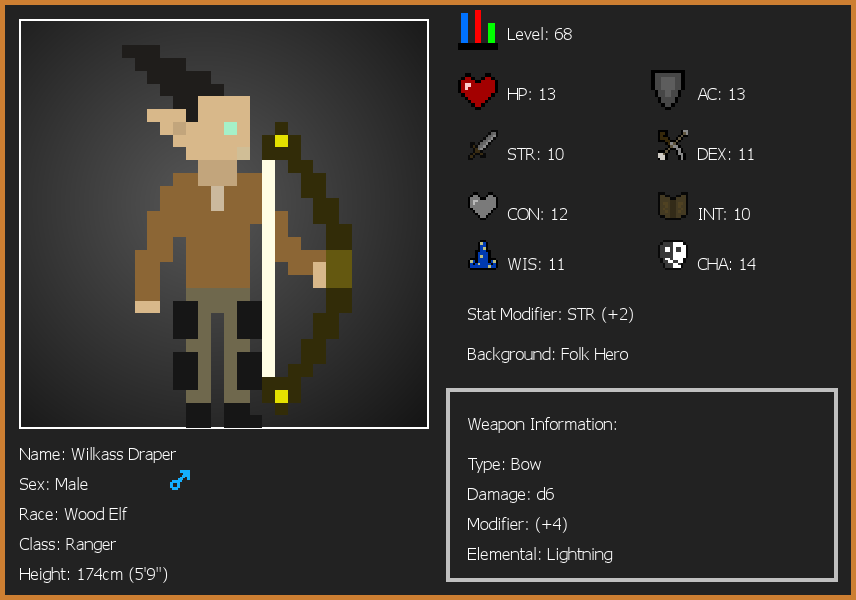 Level: 68
HP: 13
AC: 13
STR: 10
DEX: 11
CON: 12
INT: 10
WIS: 11
CHA: 14
Stat Modifier: STR (+2)
Background: Folk Hero
Weapon Information:
Type: Bow
Damage: d6
Modifier: (+4)
Elemental: Lightning
Name: Wilkass Draper
Sex: Male
Race: Wood Elf
Class: Ranger
Height: 174cm (5'9")